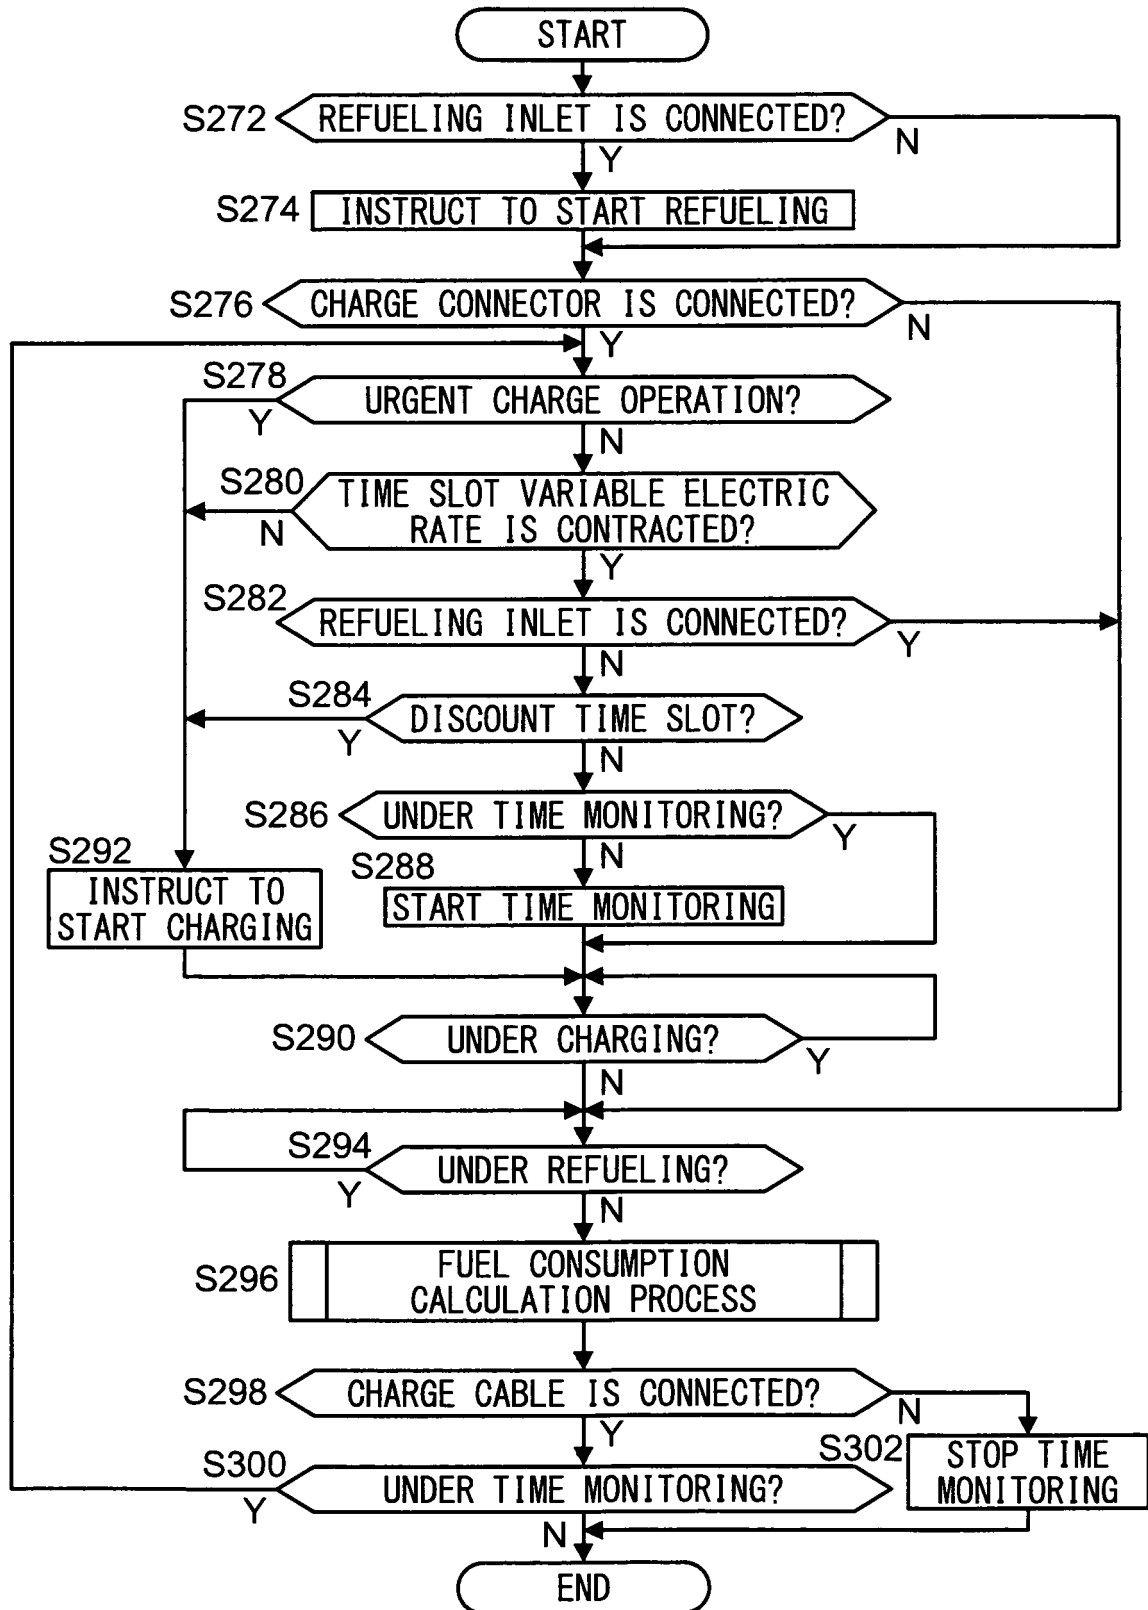 START
S272
REFUELING INLET IS CONNECTED?
N
Y
S274
INSTRUCT TO START REFUELING
S276
CHARGE CONNECTOR IS CONNECTED?
N
Y
S278
URGENT CHARGE OPERATION?
Y
N
S280
TIME SLOT VARIABLE ELECTRIC
RATE IS CONTRACTED?
N
Y
S282
REFUELING INLET IS CONNECTED?
Y
N
S284
DISCOUNT TIME SLOT?
Y
N
S286
UNDER TIME MONITORING?
Y
N
S292
INSTRUCT TO
START CHARGING
S288
START TIME MONITORING
S290
UNDER CHARGING?
Y
N
S294
UNDER REFUELING?
Y
N
S296
FUEL CONSUMPTION
CALCULATION PROCESS
S298
CHARGE CABLE IS CONNECTED?
N
Y
S302
STOP TIME
MONITORING
S300
UNDER TIME MONITORING?
Y
N
END